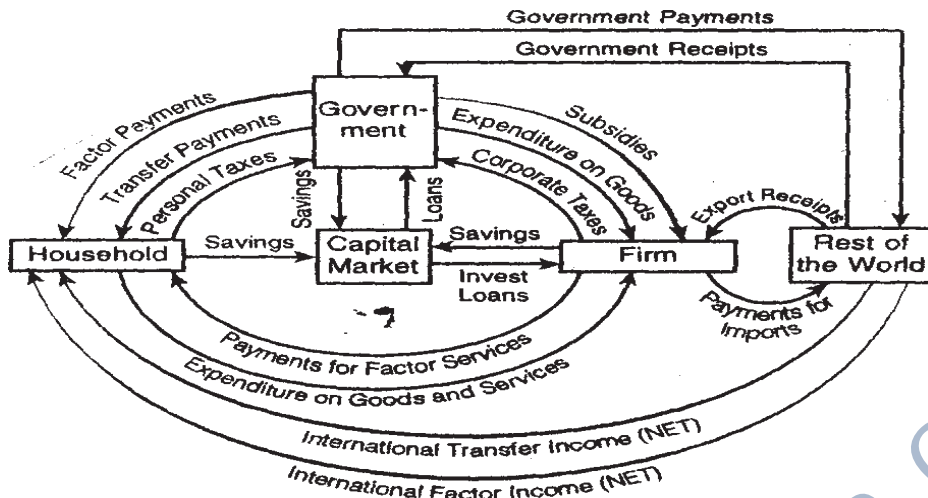 Government Payments
Government Receipts
Govern-
ment
Factor Payments
Transfer Payments
Personal Taxes
Subsidies
Expenditure on Goods
Corporate Taxes
Savings
Loans
Export Receipts
Household
Savings
Capital
Market
Savings
Invest
Loans
Firm
Rest of
the World
Payments for
Imports
Payments for Factor Services
Expenditure on Goods and Services
International Transfer Income (NET)
International Factor Income (NET)